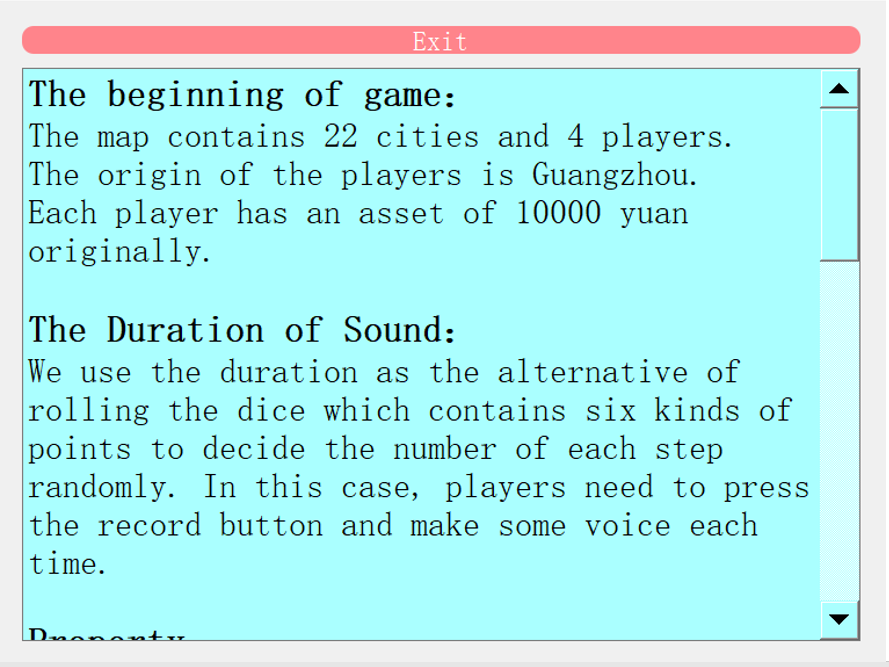 Exit
The beginning of game：
The map contains 22 cities and 4 players.
The origin of the players is Guangzhou.
Each player has an asset of 10000 yuan
originally.
The Duration of Sound：
We use the duration as the alternative of
rolling the dice which contains six kinds of
points to decide the number of each step
randomly. In this case, players need to press
the record button and make some voice each
time.
Property